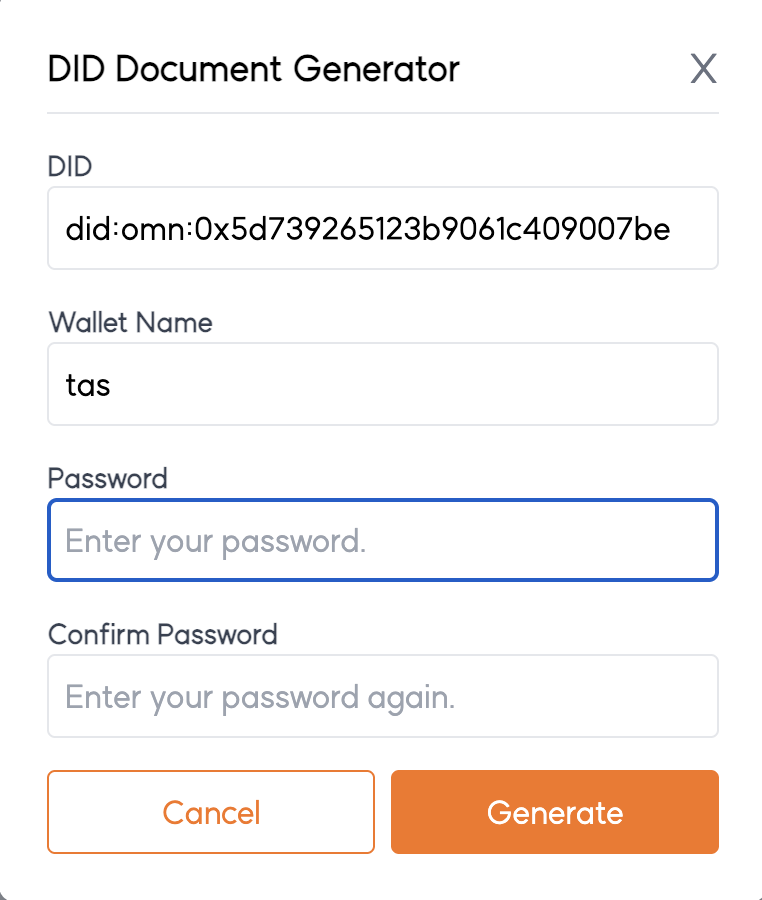 DID Document Generator X
DID
did:omn:0x5d739265123b9061c409007be
Wallet Name
tas
Password
Enter your password.
Confirm Password
Enter your password again.
Cancel Generate